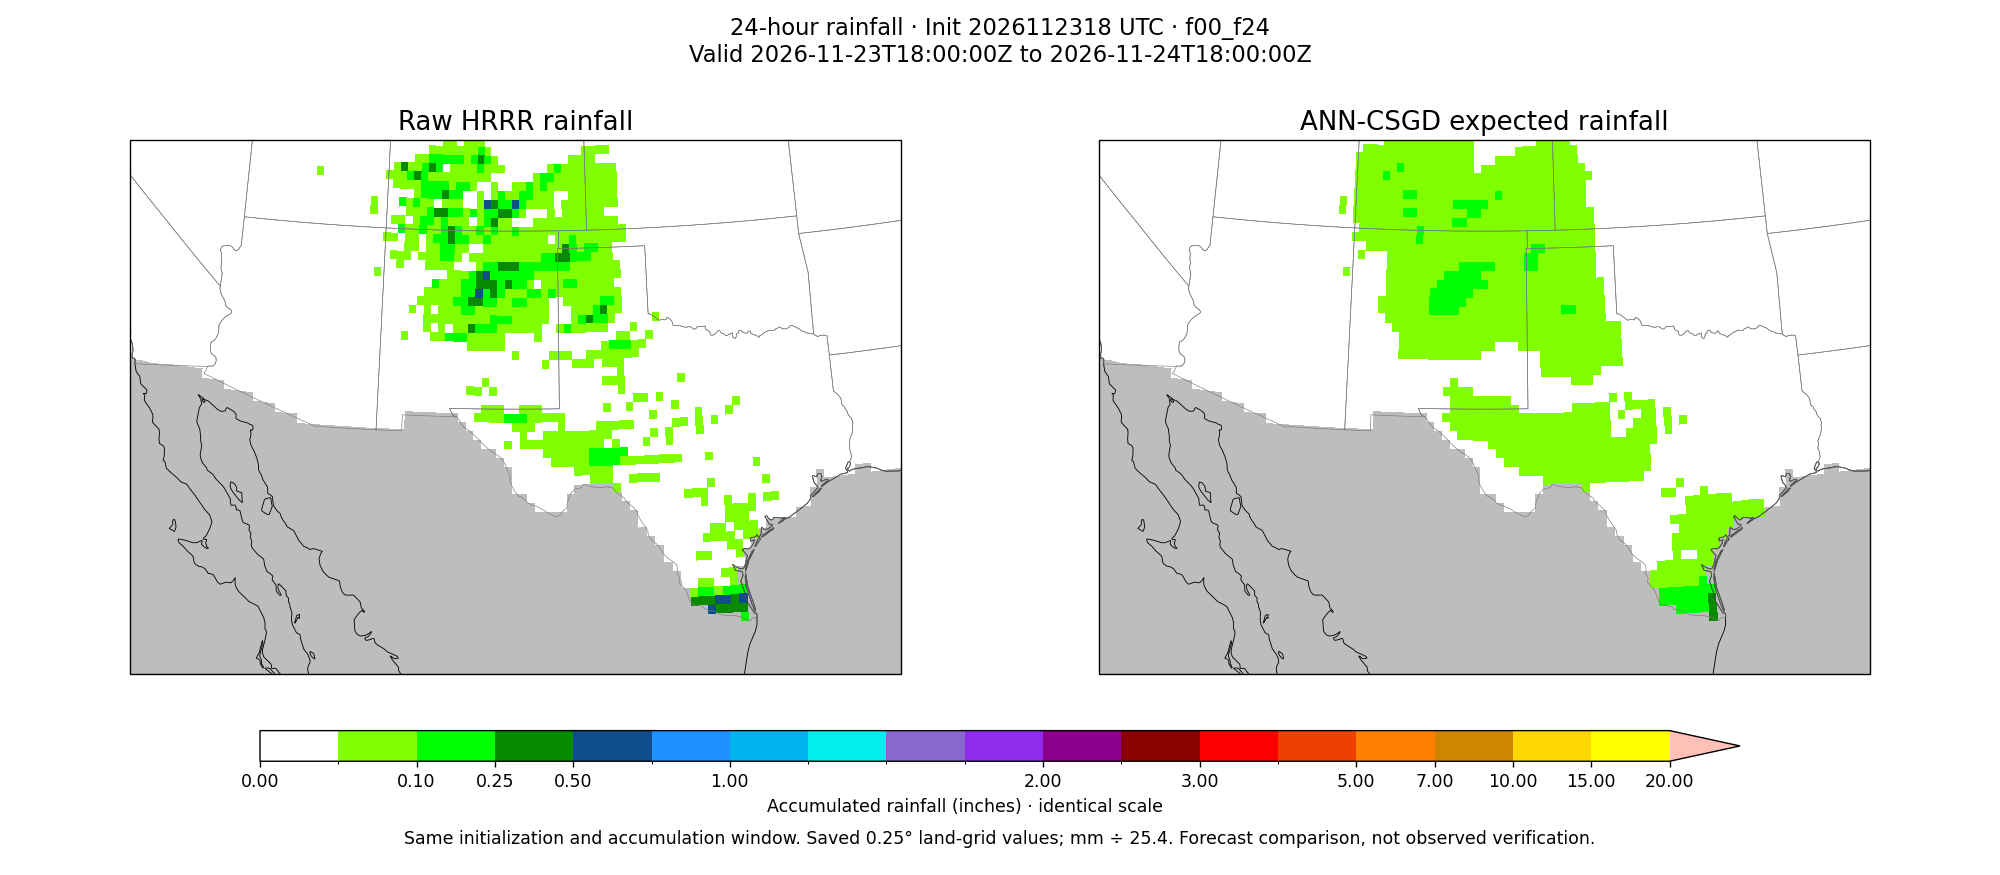 24-hour rainfall · Init 2026112318 UTC · f00_f24
Valid 2026-11-23T18:00:00Z to 2026-11-24T18:00:00Z
Raw HRRR rainfall
ANN-CSGD expected rainfall
0.00 0.10 0.25 0.50 1.00 2.00 3.00 5.00 7.00 10.00 15.00 20.00
Accumulated rainfall (inches) · identical scale
Same initialization and accumulation window. Saved 0.25° land-grid values; mm ÷ 25.4. Forecast comparison, not observed verification.